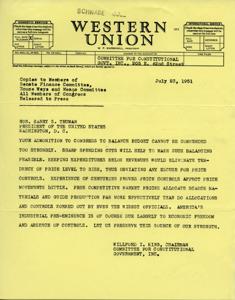 SCHWABE
WESTERN
UNION
COMMITTEE FOR CONSTITUTIONAL
GOVT, INC, 205 E, 42nd Street
Copies to Members of
Senate Finance Committee,
House Ways and Means Committee
All Members of Congress
Released to Press
July 23, 1951
HON. HARRY S. TRUMAN
PRESIDENT OF THE UNITED STATES
WASHINGTON, D. C.
YOUR ADMONITION TO CONGRESS TO BALANCE BUDGET CANNOT BE COMMENDED
TOO STRONGLY. SHARP SPENDING CUTS WILL HELP TO MAKE SUCH BALANCING
FEASIBLE. KEEPING EXPENDITURES BELOW REVENUES WOULD ELIMINATE TEN-
DENCY OF PRICE LEVEL TO RISE, THUS OBVIATING ANY EXCUSE FOR PRICE
CONTROLS. EXPERIENCE OF CENTURIES PROVES PRICE CONTROLS AFFECT PRICE
MOVEMENTS LITTLE. FREE COMPETITIVE MARKET PRICES ALLOCATE SCARCE MA-
TERIALS AND GUIDE PRODUCTION FAR MORE EFFECTIVELY THAN DO ALLOCATIONS
AND CONTROLS WORKED OUT BY EVEN THE WISEST OFFICIALS. AMERICA'S
INDUSTRIAL PRE-EMINENCE IS OF COURSE DUE LARGELY TO ECONOMIC FREEDOM
AND ABSENCE OF CONTROLS. LET US PRESERVE THIS SOURCE OF OUR STRENGTH.
WILLFORD I. KING, CHAIRMAN
COMMITTEE FOR CONSTITUTIONAL
GOVERNMENT, INC.